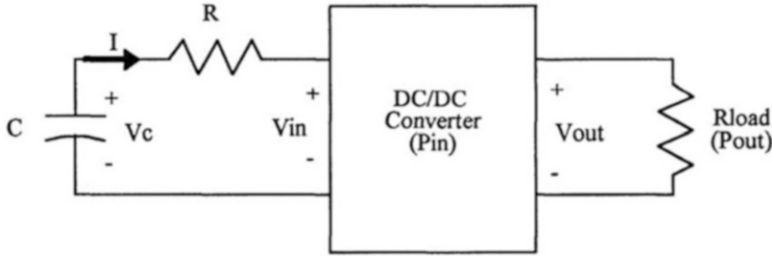 R
I
+
+
+
C
Vc
Vin
DC/DC
Converter
(Pin)
Vout
Rload
(Pout)
-
-
-